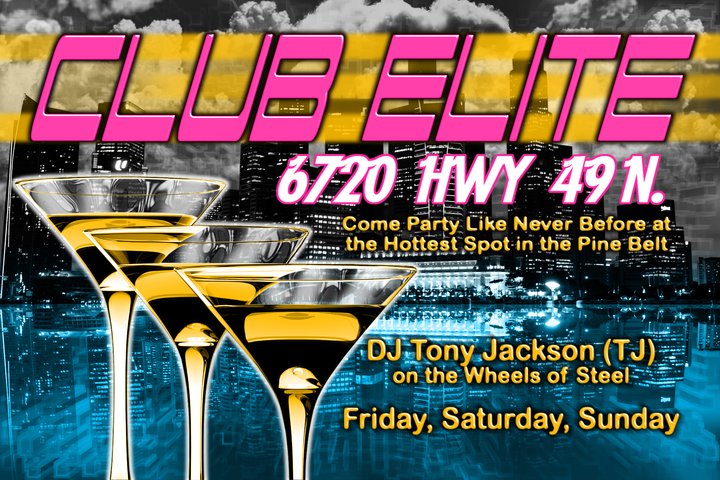 CLUB ELITE
6720 HWY 49 N.
Come Party Like Never Before at
the Hottest Spot in the Pine Belt
DJ Tony Jackson (TJ)
on the Wheels of Steel
Friday, Saturday, Sunday